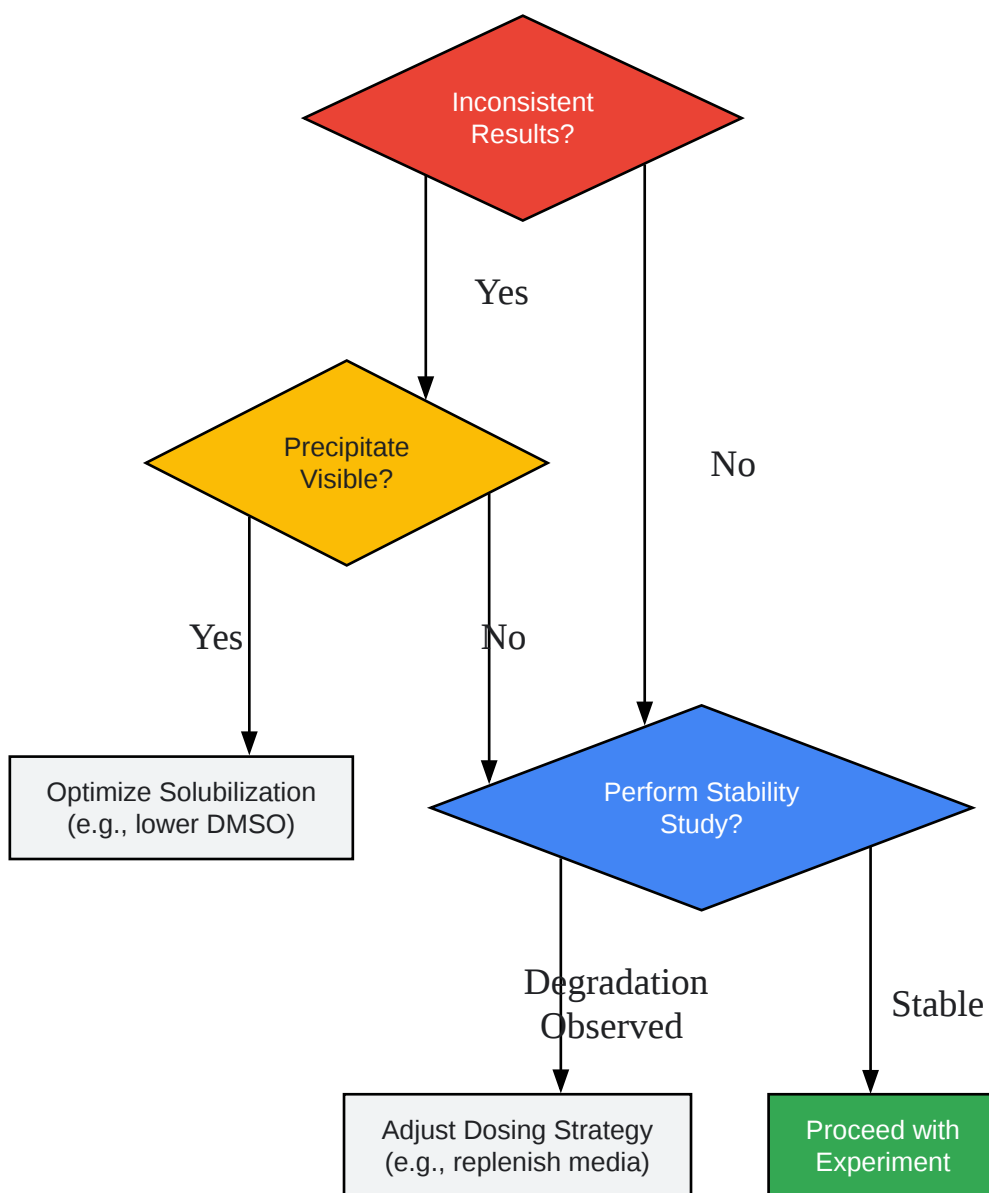 Inconsistent
Results?
Yes
No
Precipitate
Visible?
Yes
No
Optimize Solubilization
(e.g., lower DMSO)
Perform Stability
Study?
Degradation
Observed
Stable
Adjust Dosing Strategy
(e.g., replenish media)
Proceed with
Experiment